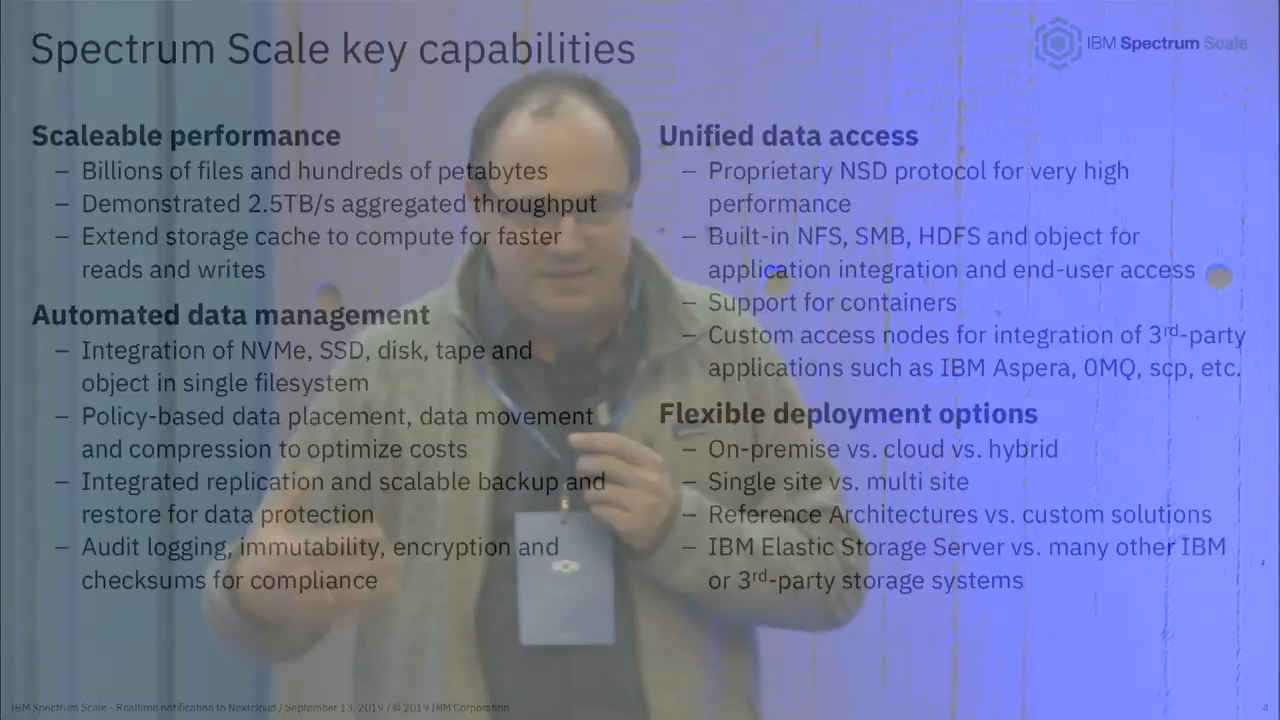 Spectrum Scale key capabilities
IBM Spectrum Scale
Scaleable performance
– Billions of files and hundreds of petabytes
– Demonstrated 2.5TB/s aggregated throughput
– Extend storage cache to compute for faster
reads and writes
Automated data management
– Integration of NVMe, SSD, disk, tape and
object in single filesystem
– Policy-based data placement, data movement
and compression to optimize costs
– Integrated replication and scalable backup and
restore for data protection
– Audit logging, immutability, encryption and
checksums for compliance
Unified data access
– Proprietary NSD protocol for very high
performance
– Built-in NFS, SMB, HDFS and object for
application integration and end-user access
– Support for containers
– Custom access nodes for integration of 3rd-party
applications such as IBM Aspera, 0MQ, scp, etc.
Flexible deployment options
– On-premise vs. cloud vs. hybrid
– Single site vs. multi site
– Reference Architectures vs. custom solutions
– IBM Elastic Storage Server vs. many other IBM
or 3rd-party storage systems
IBM Spectrum Scale - Realtime notification to Nextcloud / September 13, 2019 / © 2019 IBM Corporation
4